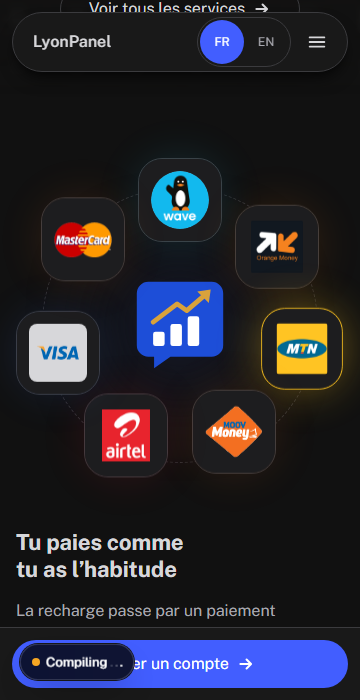 Voir tous les services →
LyonPanel
FR
EN
wave
MasterCard
Orange Money
VISA
MTN
airtel
MOOV
Money
Tu paies comme
tu as l'habitude
La recharge passe par un paiement
Compiling ...
er un compte →